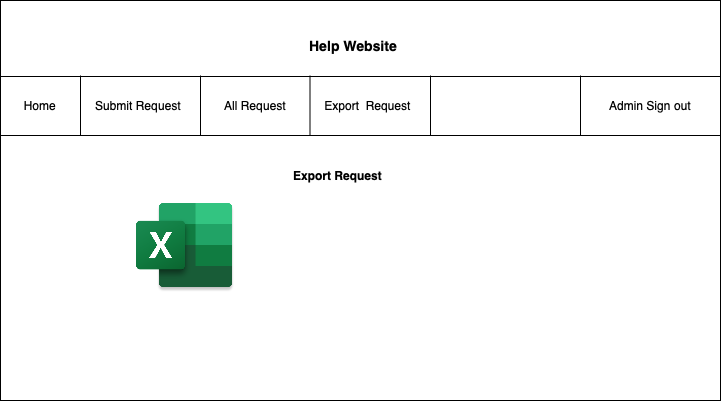 Help Website
Home
Submit Request
All Request
Export  Request
Admin Sign out
Export Request
X